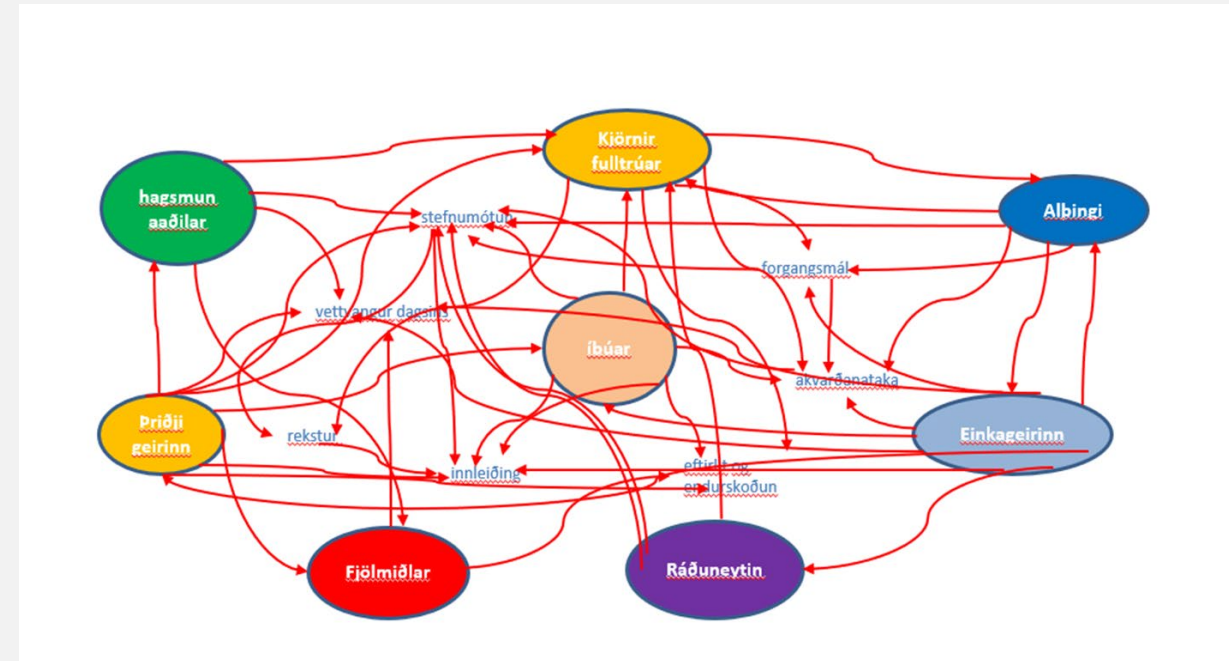 Kjörnir
fulltrúar
hagsmun
aaðilar
Alþingi
stefnumótun
forgangsmál
vettvangur dagsins
íbúar
ákvarðanataka
Þriðji
geirinn
rekstur
Einkageirinn
innleiðing
eftirlit og
endurskoðun
Fjölmiðlar
Ráðuneytin